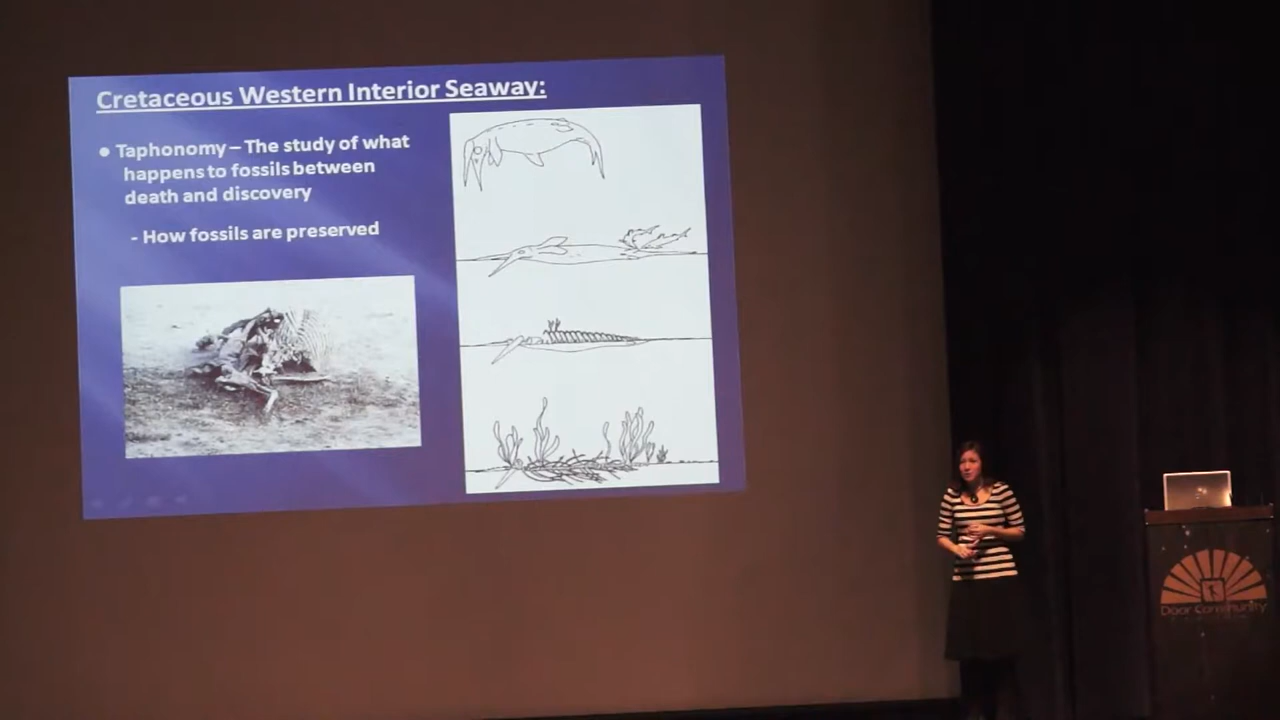 Cretaceous Western Interior Seaway:
● Taphonomy – The study of what
happens to fossils between
death and discovery
- How fossils are preserved
Door Community